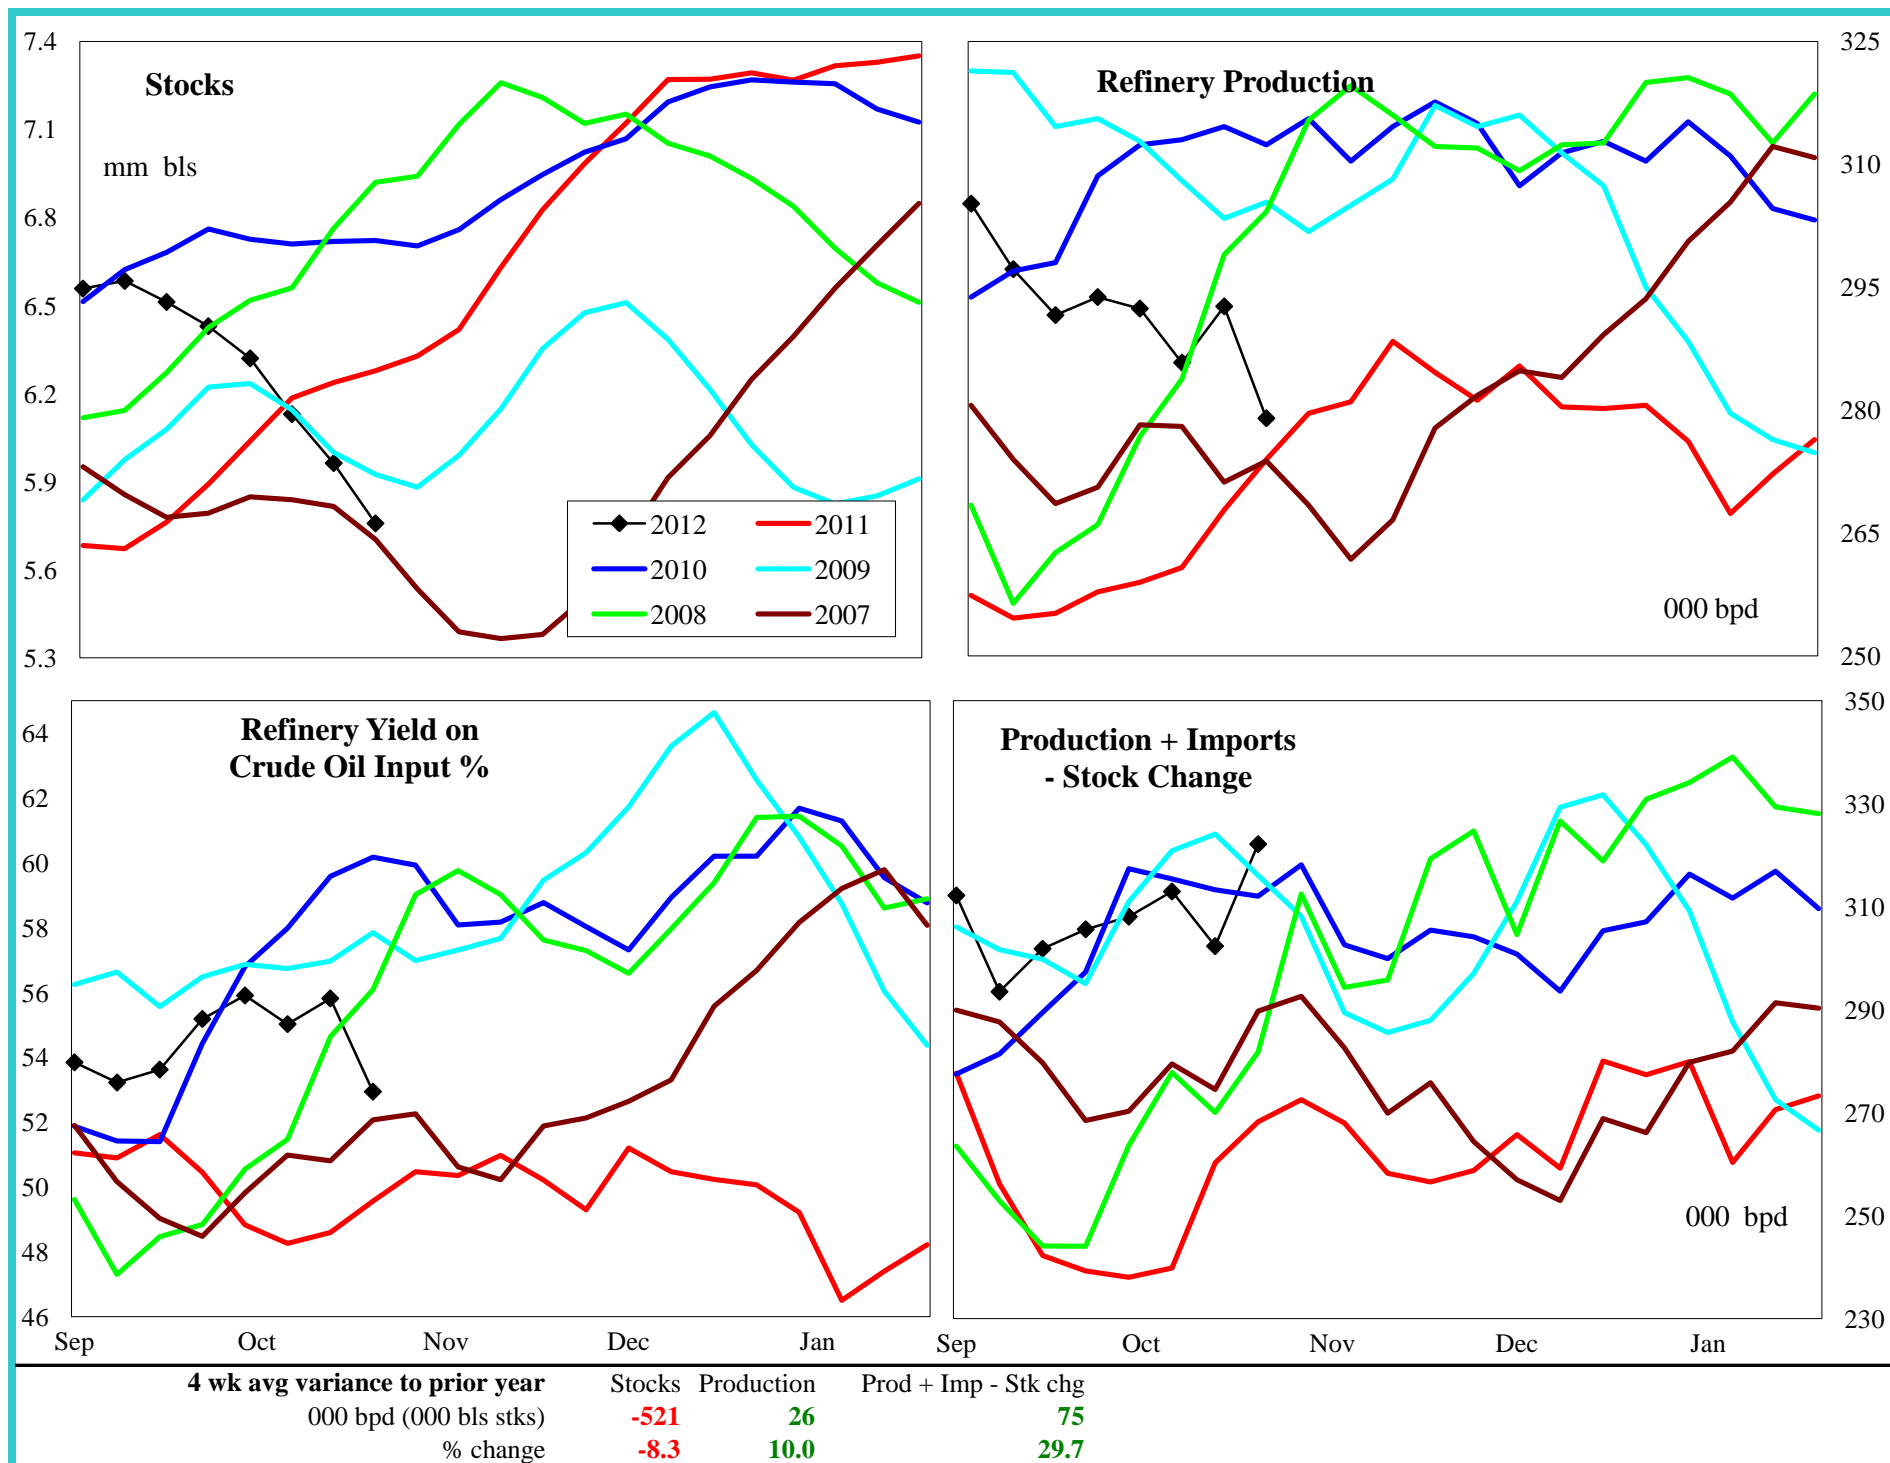 Stocks
mm bls
7.4
7.1
6.8
6.5
6.2
5.9
5.6
5.3
2012 2011
2010 2009
2008 2007
Refinery Production
000 bpd
325
310
295
280
265
250
Refinery Yield on
Crude Oil Input %
64
62
60
58
56
54
52
50
48
46
Sep Oct Nov Dec Jan
Production + Imports
- Stock Change
000 bpd
350
330
310
290
270
250
230
Sep Oct Nov Dec Jan
4 wk avg variance to prior year Stocks Production Prod + Imp - Stk chg
000 bpd (000 bls stks) -521 26 75
% change -8.3 10.0 29.7